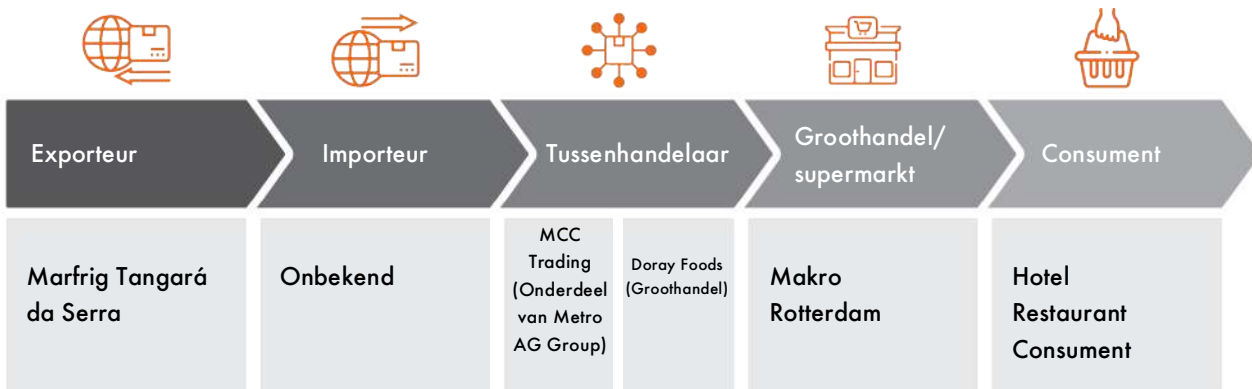 Exporteur
Importeur
Tussenhandelaar
Groothandel/
supermarkt
Consument
Marfrig Tangará
da Serra
Onbekend
MCC
Trading
(Onderdeel
van Metro
AG Group)
Doray Foods
(Groothandel)
Makro
Rotterdam
Hotel
Restaurant
Consument